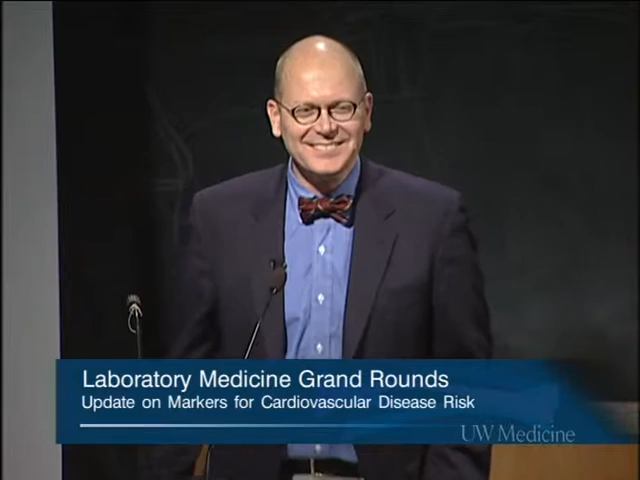 Laboratory Medicine Grand Rounds
Update on Markers for Cardiovascular Disease Risk
UW Medicine